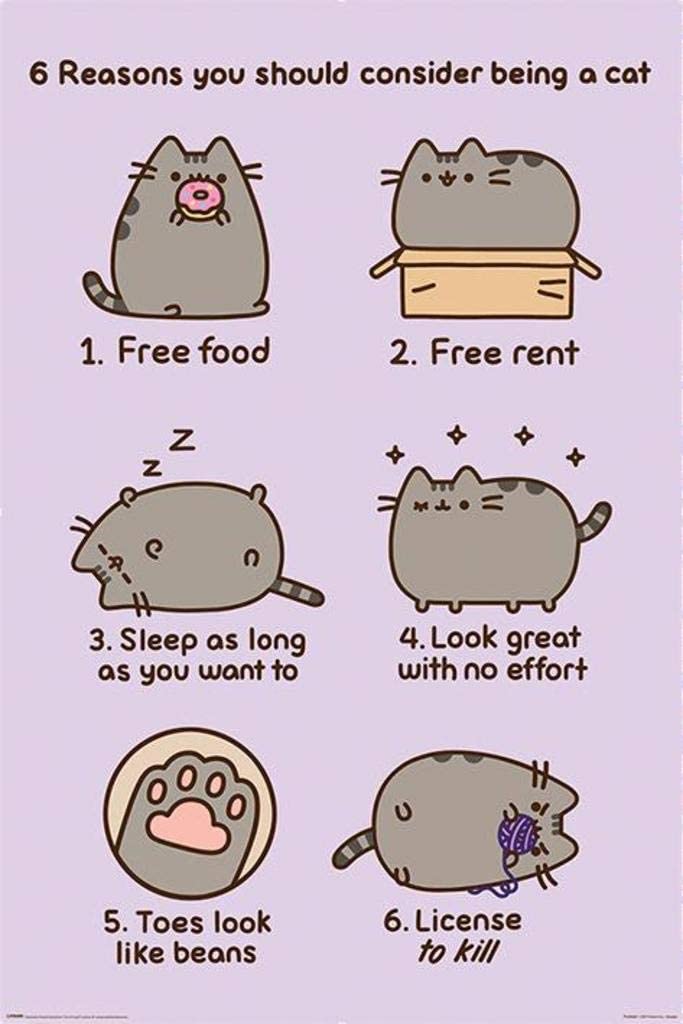 6 Reasons you should consider being a cat
1. Free food
2. Free rent
z
z
3. Sleep as long
as you want to
4. Look great
with no effort
5. Toes look
like beans
6. License
to kill